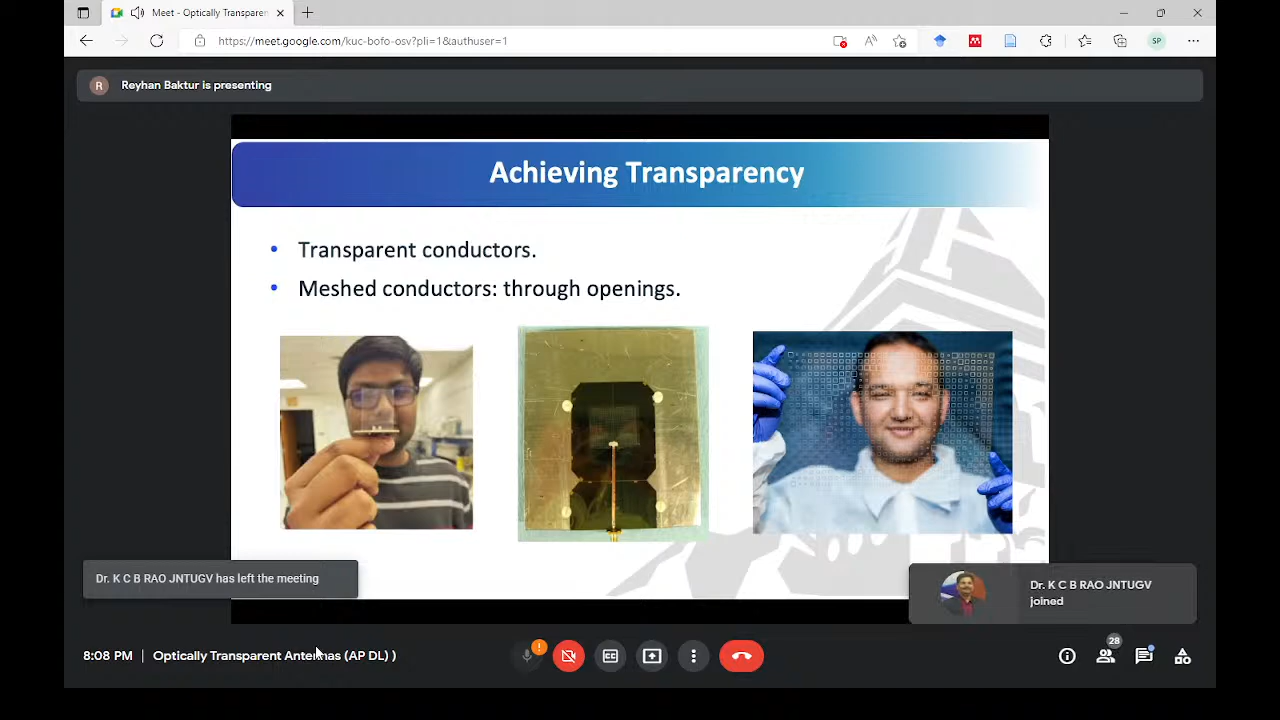 Meet - Optically Transparen
https://meet.google.com/kuc-bofo-osv?pli=1&authuser=1
SP
R
Reyhan Baktur is presenting
Achieving Transparency
• Transparent conductors.
• Meshed conductors: through openings.
Dr. K C B RAO JNTUGV has left the meeting
Dr. K C B RAO JNTUGV
joined
8:08 PM | Optically Transparent Antennas (AP DL) )
28